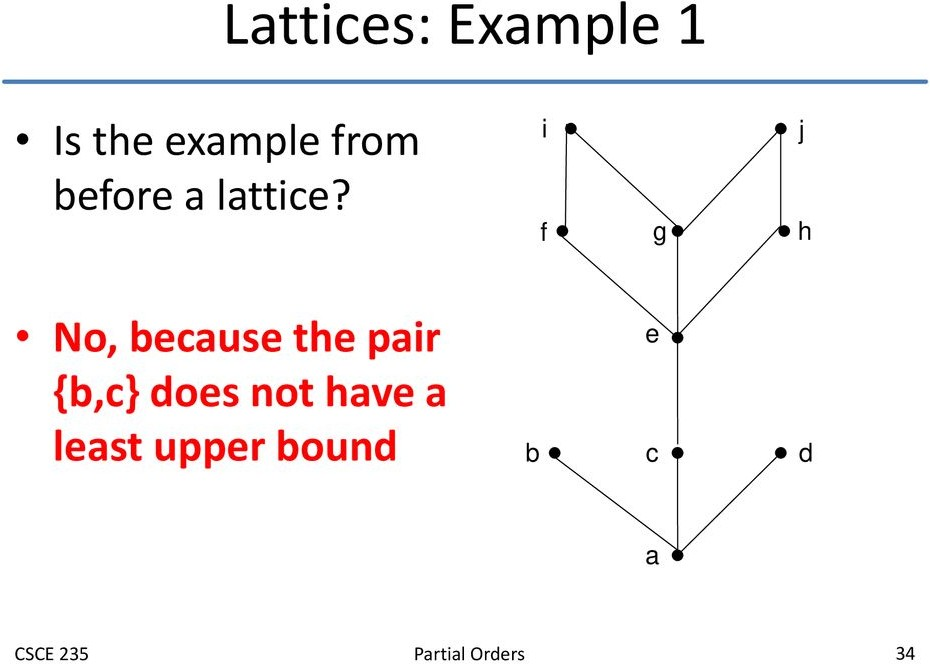 Lattices: Example 1
• Is the example from
before a lattice?
• No, because the pair
{b,c} does not have a
least upper bound
i
j
f
g
h
e
b
c
d
a
CSCE 235
Partial Orders
34